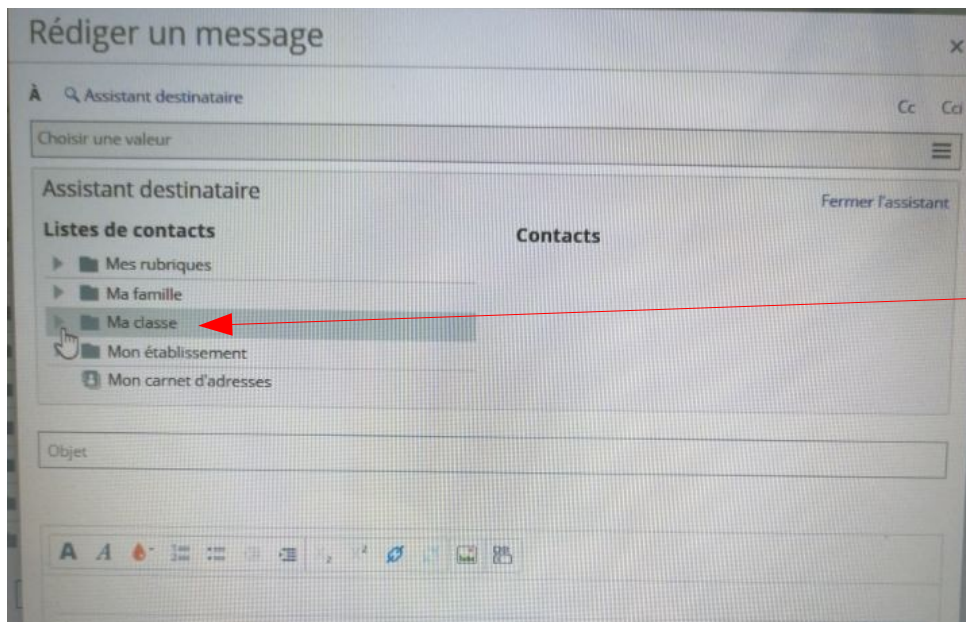 Rédiger un message
×
À Assistant destinataire
Cc Cci
Choisir une valeur
Assistant destinataire
Fermer l'assistant
Listes de contacts
Contacts
Mes rubriques
Ma famille
Ma classe
Mon établissement
Mon carnet d'adresses
Objet
A A